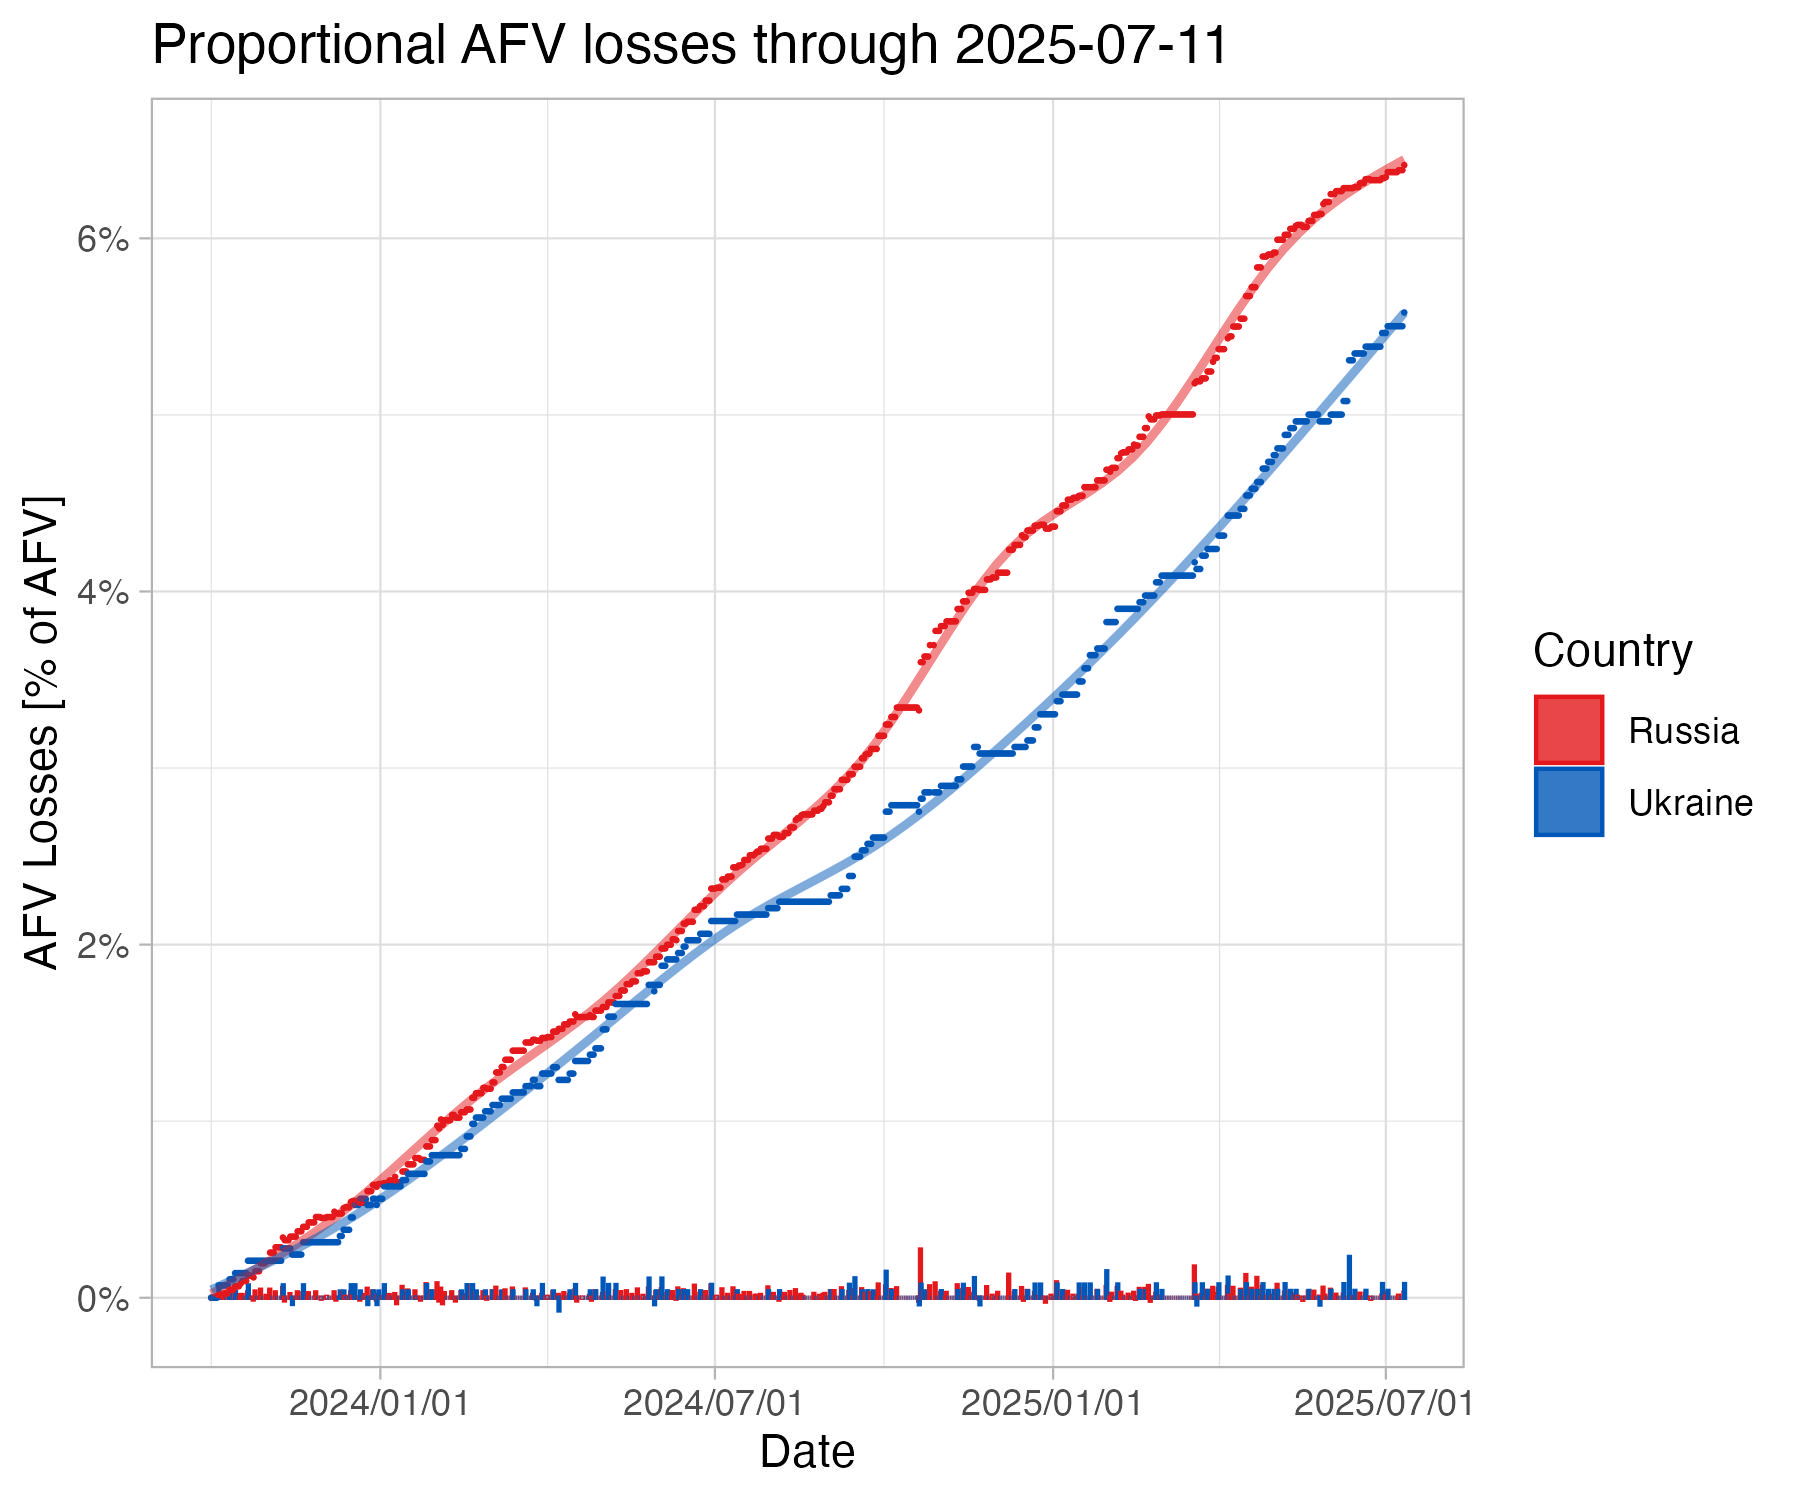 Proportional AFV losses through 2025-07-11
AFV Losses [% of AFV]
6%
4%
2%
0%
2024/01/01
2024/07/01
2025/01/01
2025/07/01
Date
Country
Russia
Ukraine